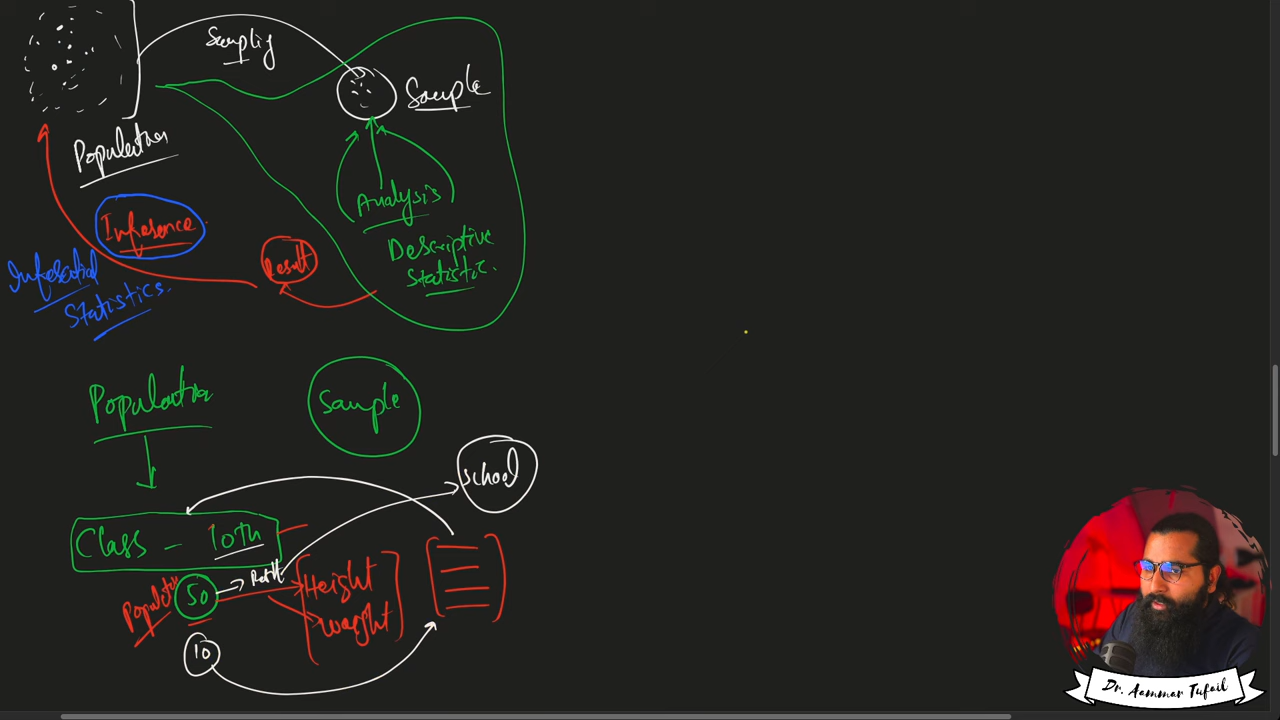 Sampling
Sample
Population
Analysis
Inference
Descriptive
Statistic.
Result
Inferential
Statistics.
Population
Sample
School
Class - 10th
Population
50
Result
Height
Weight
10
Dr. Aammar Tufail